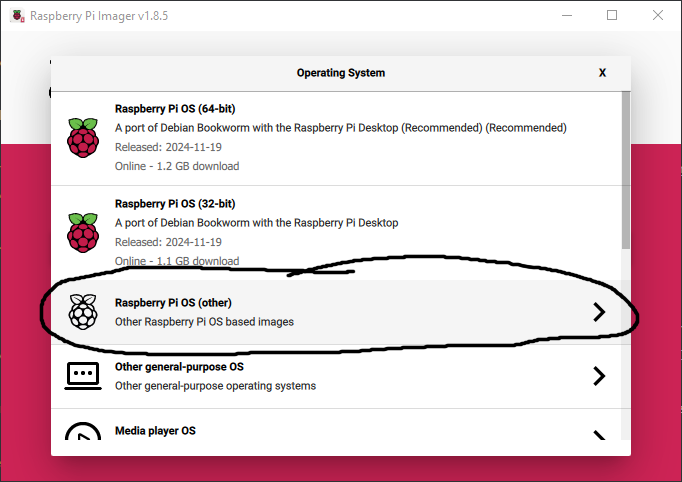 Raspberry Pi Imager v1.8.5
Operating System
X
Raspberry Pi OS (64-bit)
A port of Debian Bookworm with the Raspberry Pi Desktop (Recommended) (Recommended)
Released: 2024-11-19
Online - 1.2 GB download
Raspberry Pi OS (32-bit)
A port of Debian Bookworm with the Raspberry Pi Desktop
Released: 2024-11-19
Online - 1.1 GB download
Raspberry Pi OS (other)
Other Raspberry Pi OS based images
Other general-purpose OS
Other general-purpose operating systems
Media player OS